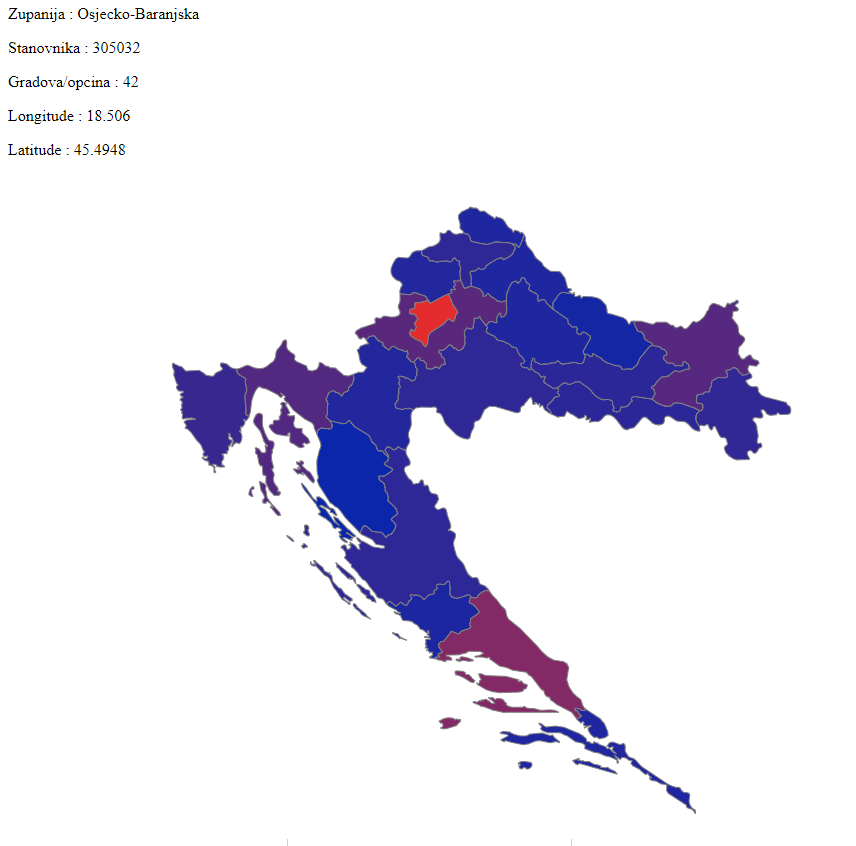 Zupanija : Osjecko-Baranjska
Stanovnika : 305032
Gradova/opcina : 42
Longitude : 18.506
Latitude : 45.4948